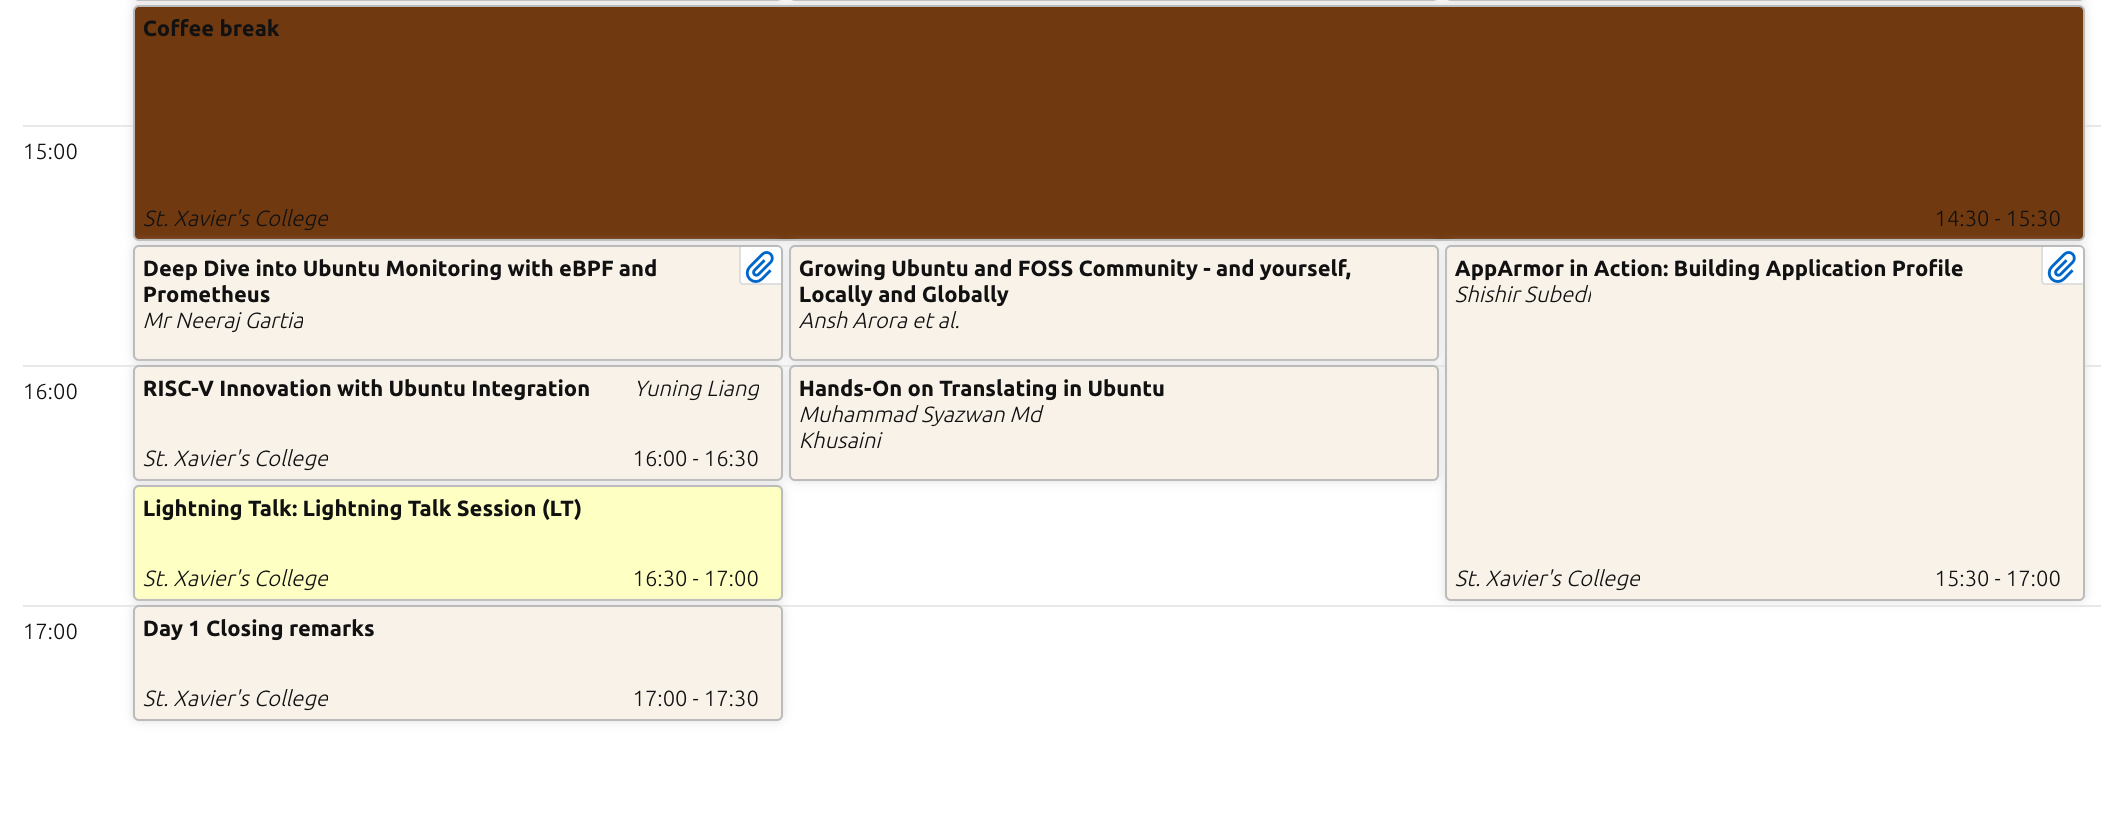 Coffee break
15:00
St. Xavier's College 14:30 - 15:30
Deep Dive into Ubuntu Monitoring with eBPF and
Prometheus
Mr Neeraj Gartia
Growing Ubuntu and FOSS Community - and yourself,
Locally and Globally
Ansh Arora et al.
AppArmor in Action: Building Application Profile
Shishir Subedi
16:00
RISC-V Innovation with Ubuntu Integration Yuning Liang
St. Xavier's College 16:00 - 16:30
Hands-On on Translating in Ubuntu
Muhammad Syazwan Md
Khusaini
Lightning Talk: Lightning Talk Session (LT)
St. Xavier's College 16:30 - 17:00
St. Xavier's College 15:30 - 17:00
17:00
Day 1 Closing remarks
St. Xavier's College 17:00 - 17:30